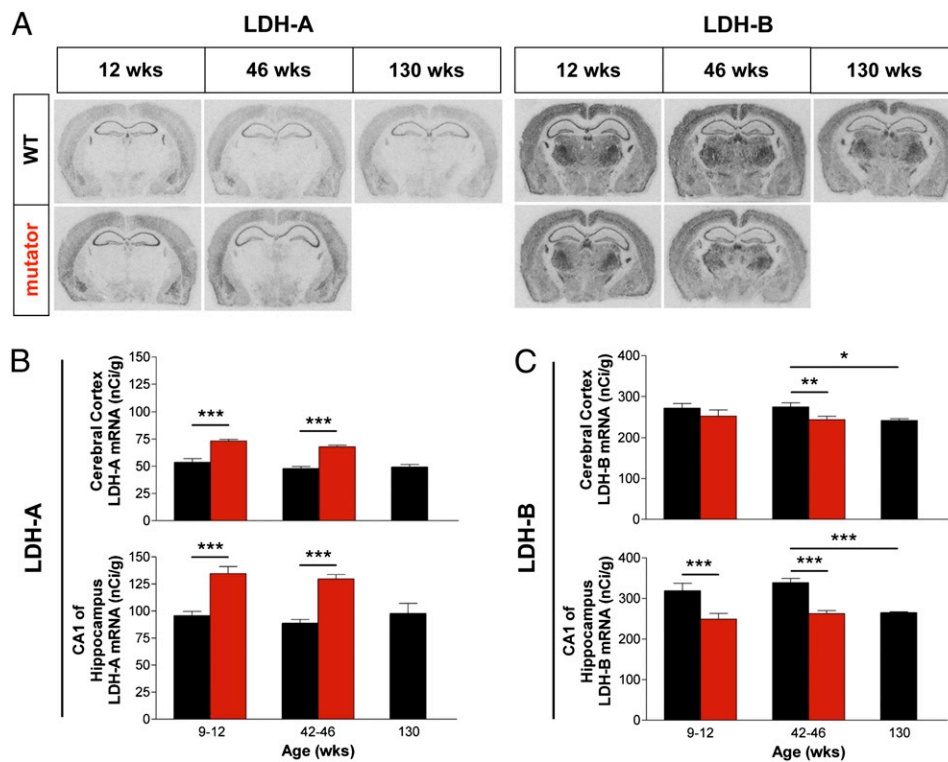 A
LDH-A
LDH-B
12 wks 46 wks 130 wks 12 wks 46 wks 130 wks
WT
mutator
B
LDH-A
Cerebral Cortex
LDH-A mRNA (nCi/g)
150
125
100
75
50
25
0
***
***
CA1 of
Hippocampus
LDH-A mRNA (nCi/g)
150
125
100
75
50
25
0
***
***
9-12 42-46 130
Age (wks)
C
LDH-B
Cerebral Cortex
LDH-B mRNA (nCi/g)
400
300
200
100
0
*
**
CA1 of
Hippocampus
LDH-B mRNA (nCi/g)
400
300
200
100
0
***
***
***
9-12 42-46 130
Age (wks)